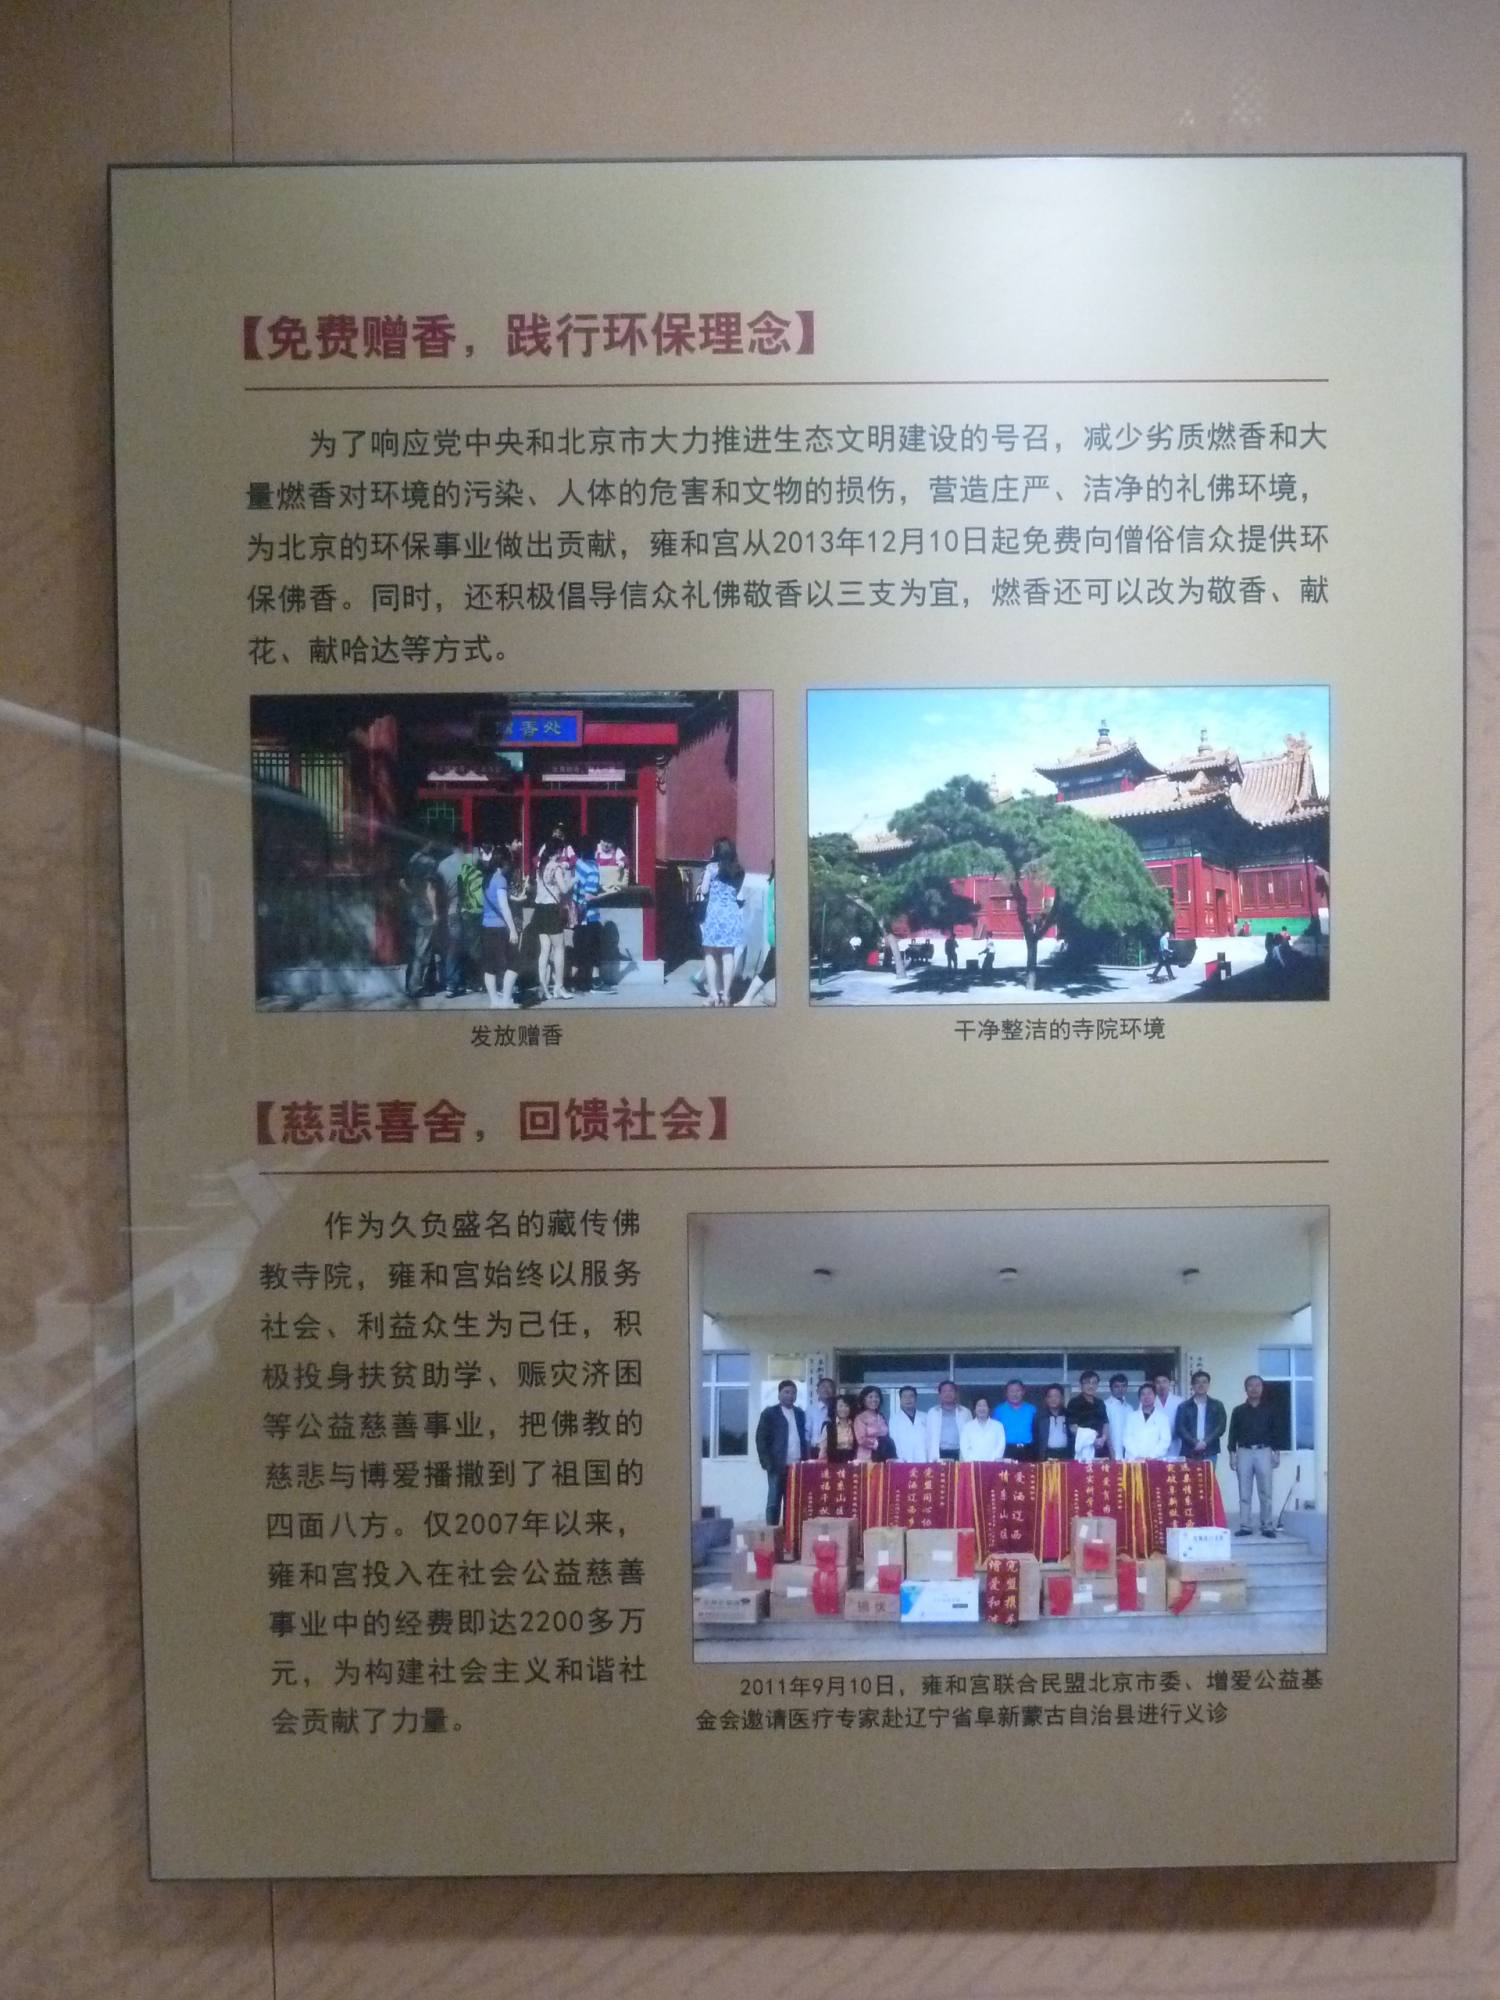 【免费赠香，践行环保理念】
为了响应党中央和北京市大力推进生态文明建设的号召，减少劣质燃香和大
量燃香对环境的污染、人体的危害和文物的损伤，营造庄严、洁净的礼佛环境，
为北京的环保事业做出贡献，雍和宫从2013年12月10日起免费向僧俗信众提供环
保佛香。同时，还积极倡导信众礼佛敬香以三支为宜，燃香还可以改为敬香、献
花、献哈达等方式。
赠香处
发放赠香
干净整洁的寺院环境
【慈悲喜舍，回馈社会】
作为久负盛名的藏传佛
教寺院，雍和宫始终以服务
社会、利益众生为己任，积
极投身扶贫助学、赈灾济困
等公益慈善事业，把佛教的
慈悲与博爱播撒到了祖国的
四面八方。仅2007年以来，
雍和宫投入在社会公益慈善
事业中的经费即达2200多万
元，为构建社会主义和谐社
会贡献了力量。
2011年9月10日，雍和宫联合民盟北京市委、增爱公益基
金会邀请医疗专家赴辽宁省阜新蒙古自治县进行义诊